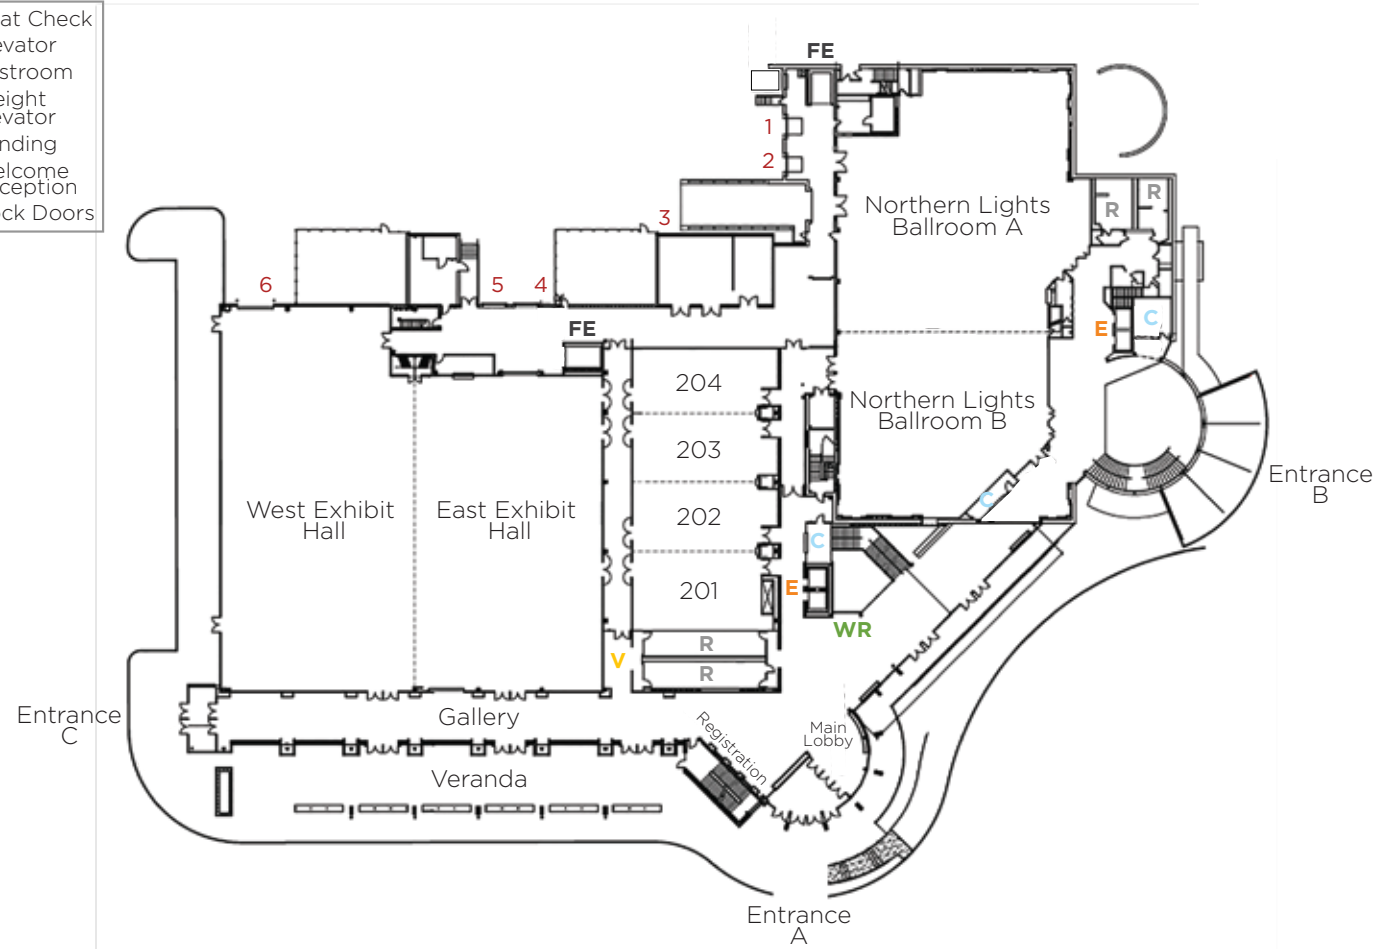 at Check
evator
stroom
eight
evator
nding
elcome
ception
ck Doors
FE
1
2
3
R
R
Northern Lights
Ballroom A
6
5
4
C
E
FE
204
Northern Lights
Ballroom B
203
Entrance
B
West Exhibit
Hall
East Exhibit
Hall
C
202
C
E
201
WR
R
V
R
Entrance
C
Gallery
Registration
Main
Lobby
Veranda
Entrance
A